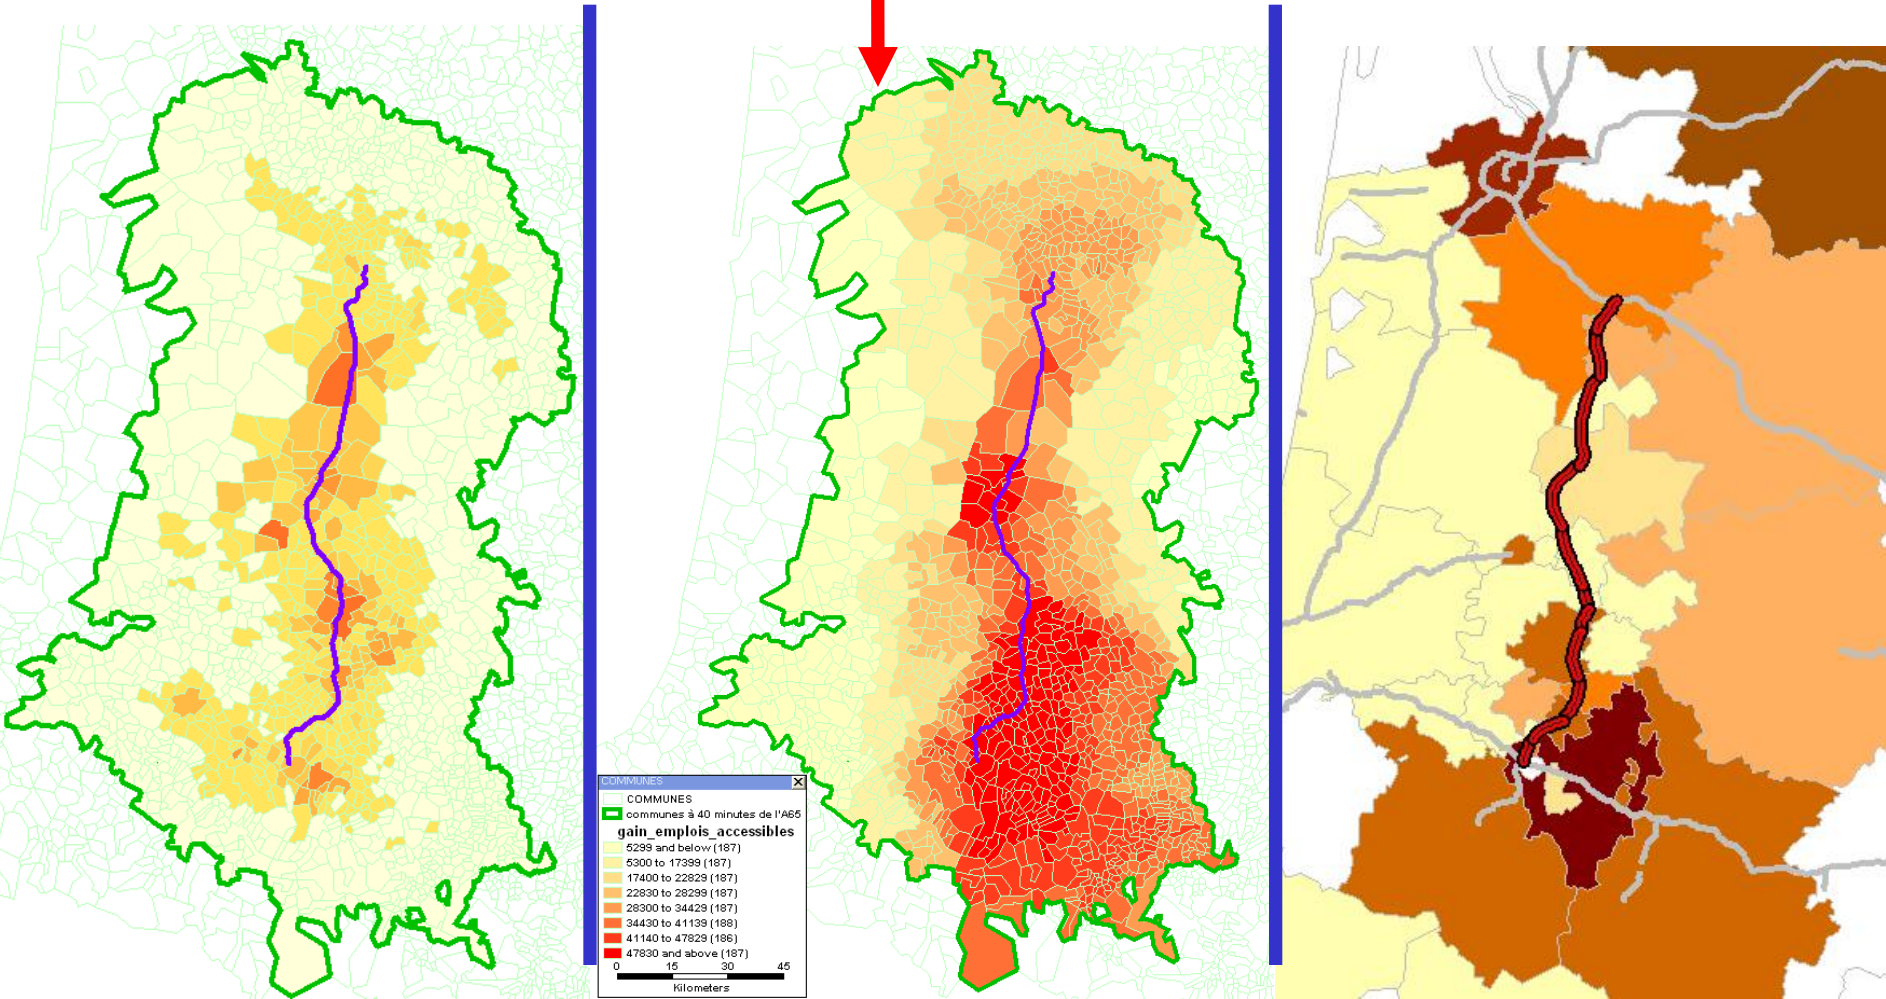 COMMUNES
COMMUNES
communes à 40 minutes de l'A65
gain_emplois_accessibles
5299 and below (187)
5300 to 17399 (187)
17400 to 22829 (187)
22830 to 28299 (187)
28300 to 34429 (187)
34430 to 41139 (188)
41140 to 47829 (186)
47830 and above (187)
0 15 30 45
Kilometers